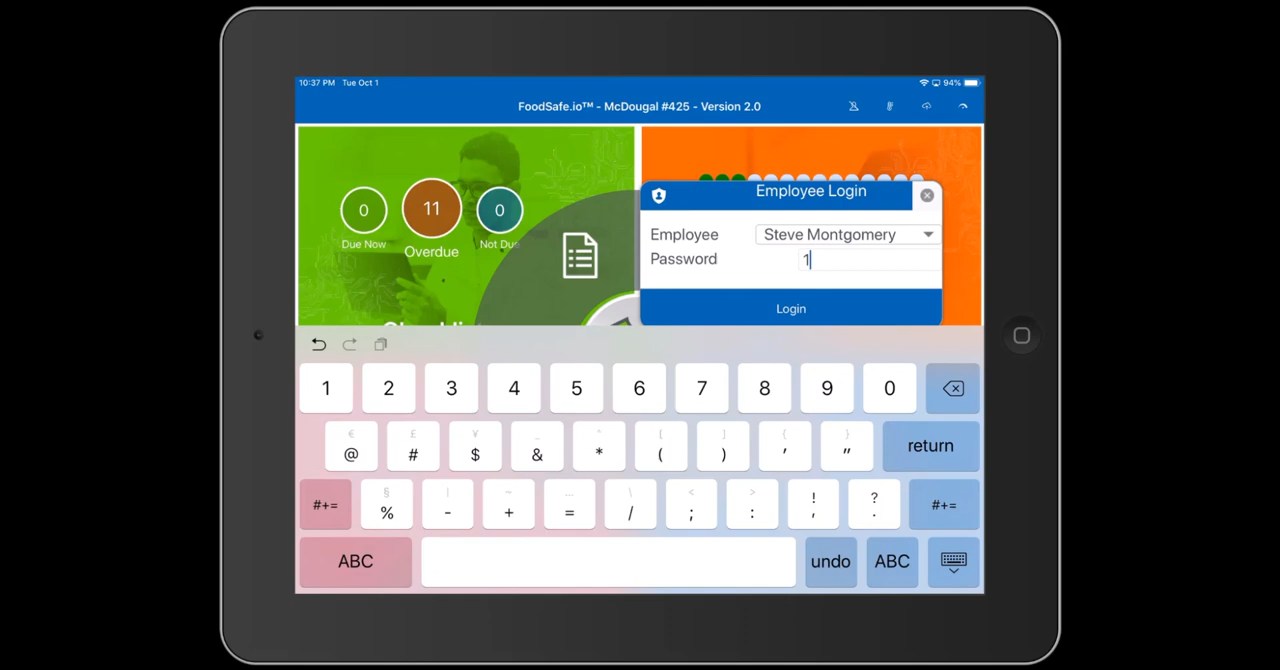 10:37 PM Tue Oct 1 94%
FoodSafe.io™ - McDougal #425 - Version 2.0
0 11 0
Due Now Overdue Not Due
Employee Login
Employee Steve Montgomery
Password 1
Login
1 2 3 4 5 6 7 8 9 0
€ £ ¥ _ ^ [ ] { }
@ # $ & * ( ) ' " return
§ | ~ … \ < > ! ?
#+= % - + = / ; : , . #+=
ABC undo ABC